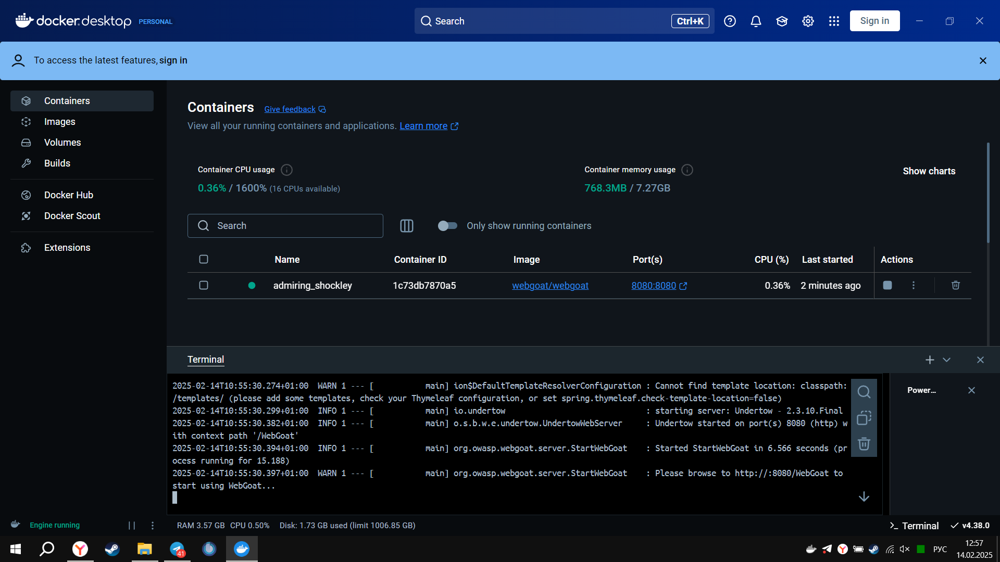 docker.desktop PERSONAL
Search Ctrl+K
Sign in
To access the latest features, sign in
Containers
Images
Volumes
Builds
Docker Hub
Docker Scout
Extensions
Containers Give feedback
View all your running containers and applications. Learn more
Container CPU usage
0.36% / 1600% (16 CPUs available)
Container memory usage
768.3MB / 7.27GB
Show charts
Search
Only show running containers
Name Container ID Image Port(s) CPU (%) Last started Actions
admiring_shockley 1c73db7870a5 webgoat/webgoat 8080:8080 0.36% 2 minutes ago
Terminal
2025-02-14T10:55:30.274+01:00  WARN 1 --- [           main] ion$DefaultTemplateResolverConfiguration : Cannot find template location: classpath:
/templates/ (please add some templates, check your Thymeleaf configuration, or set spring.thymeleaf.check-template-location=false)
2025-02-14T10:55:30.299+01:00  INFO 1 --- [           main] io.undertow                              : starting server: Undertow - 2.3.10.Final
2025-02-14T10:55:30.382+01:00  INFO 1 --- [           main] o.s.b.w.e.undertow.UndertowWebServer     : Undertow started on port(s) 8080 (http) w
ith context path '/WebGoat'
2025-02-14T10:55:30.394+01:00  INFO 1 --- [           main] org.owasp.webgoat.server.StartWebGoat    : Started StartWebGoat in 6.566 seconds (pr
ocess running for 15.188)
2025-02-14T10:55:30.397+01:00  WARN 1 --- [           main] org.owasp.webgoat.server.StartWebGoat    : Please browse to http://:8080/WebGoat to
start using WebGoat...
Power...
Engine running
RAM 3.57 GB CPU 0.50% Disk: 1.73 GB used (limit 1006.85 GB)
Terminal
v4.38.0
41
РУС
12:57
14.02.2025